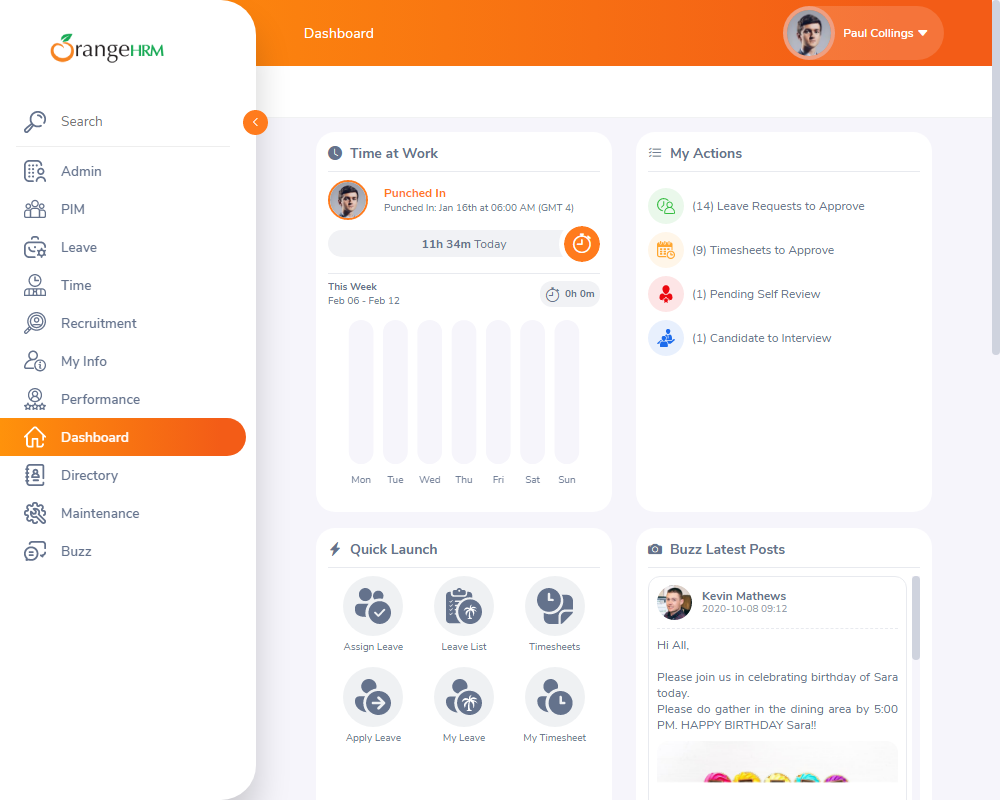 OrangeHRM
Search
Admin
PIM
Leave
Time
Recruitment
My Info
Performance
Dashboard
Directory
Maintenance
Buzz
Dashboard
Paul Collings
Time at Work
Punched In
Punched In: Jan 16th at 06:00 AM (GMT 4)
11h 34m Today
This Week
Feb 06 - Feb 12
0h 0m
Mon Tue Wed Thu Fri Sat Sun
My Actions
(14) Leave Requests to Approve
(9) Timesheets to Approve
(1) Pending Self Review
(1) Candidate to Interview
Quick Launch
Assign Leave Leave List Timesheets
Apply Leave My Leave My Timesheet
Buzz Latest Posts
Kevin Mathews
2020-10-08 09:12
Hi All,
Please join us in celebrating birthday of Sara
today.
Please do gather in the dining area by 5:00
PM. HAPPY BIRTHDAY Sara!!